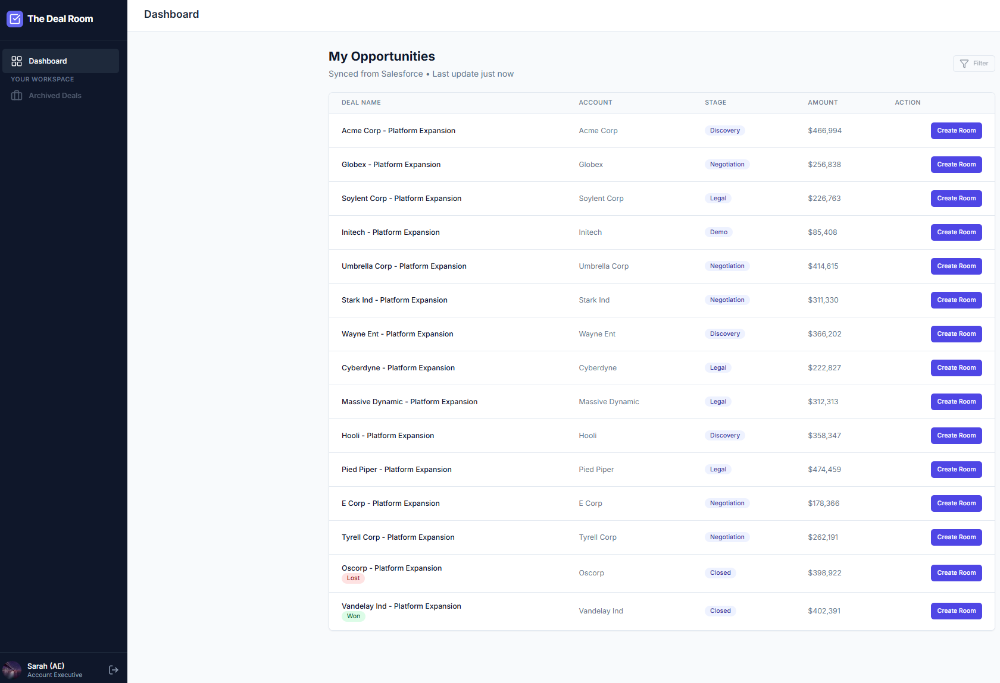 The Deal Room
Dashboard
Dashboard
YOUR WORKSPACE
Archived Deals
My Opportunities
Synced from Salesforce • Last update just now
Filter
DEAL NAME ACCOUNT STAGE AMOUNT ACTION
Acme Corp - Platform Expansion Acme Corp Discovery $466,994 Create Room
Globex - Platform Expansion Globex Negotiation $256,838 Create Room
Soylent Corp - Platform Expansion Soylent Corp Legal $226,763 Create Room
Initech - Platform Expansion Initech Demo $85,408 Create Room
Umbrella Corp - Platform Expansion Umbrella Corp Negotiation $414,615 Create Room
Stark Ind - Platform Expansion Stark Ind Negotiation $311,330 Create Room
Wayne Ent - Platform Expansion Wayne Ent Discovery $366,202 Create Room
Cyberdyne - Platform Expansion Cyberdyne Legal $222,827 Create Room
Massive Dynamic - Platform Expansion Massive Dynamic Legal $312,313 Create Room
Hooli - Platform Expansion Hooli Discovery $358,347 Create Room
Pied Piper - Platform Expansion Pied Piper Legal $474,459 Create Room
E Corp - Platform Expansion E Corp Negotiation $178,366 Create Room
Tyrell Corp - Platform Expansion Tyrell Corp Negotiation $262,191 Create Room
Oscorp - Platform Expansion Oscorp Closed $398,922 Create Room
Lost
Vandelay Ind - Platform Expansion Vandelay Ind Closed $402,391 Create Room
Won
Sarah (AE)
Account Executive